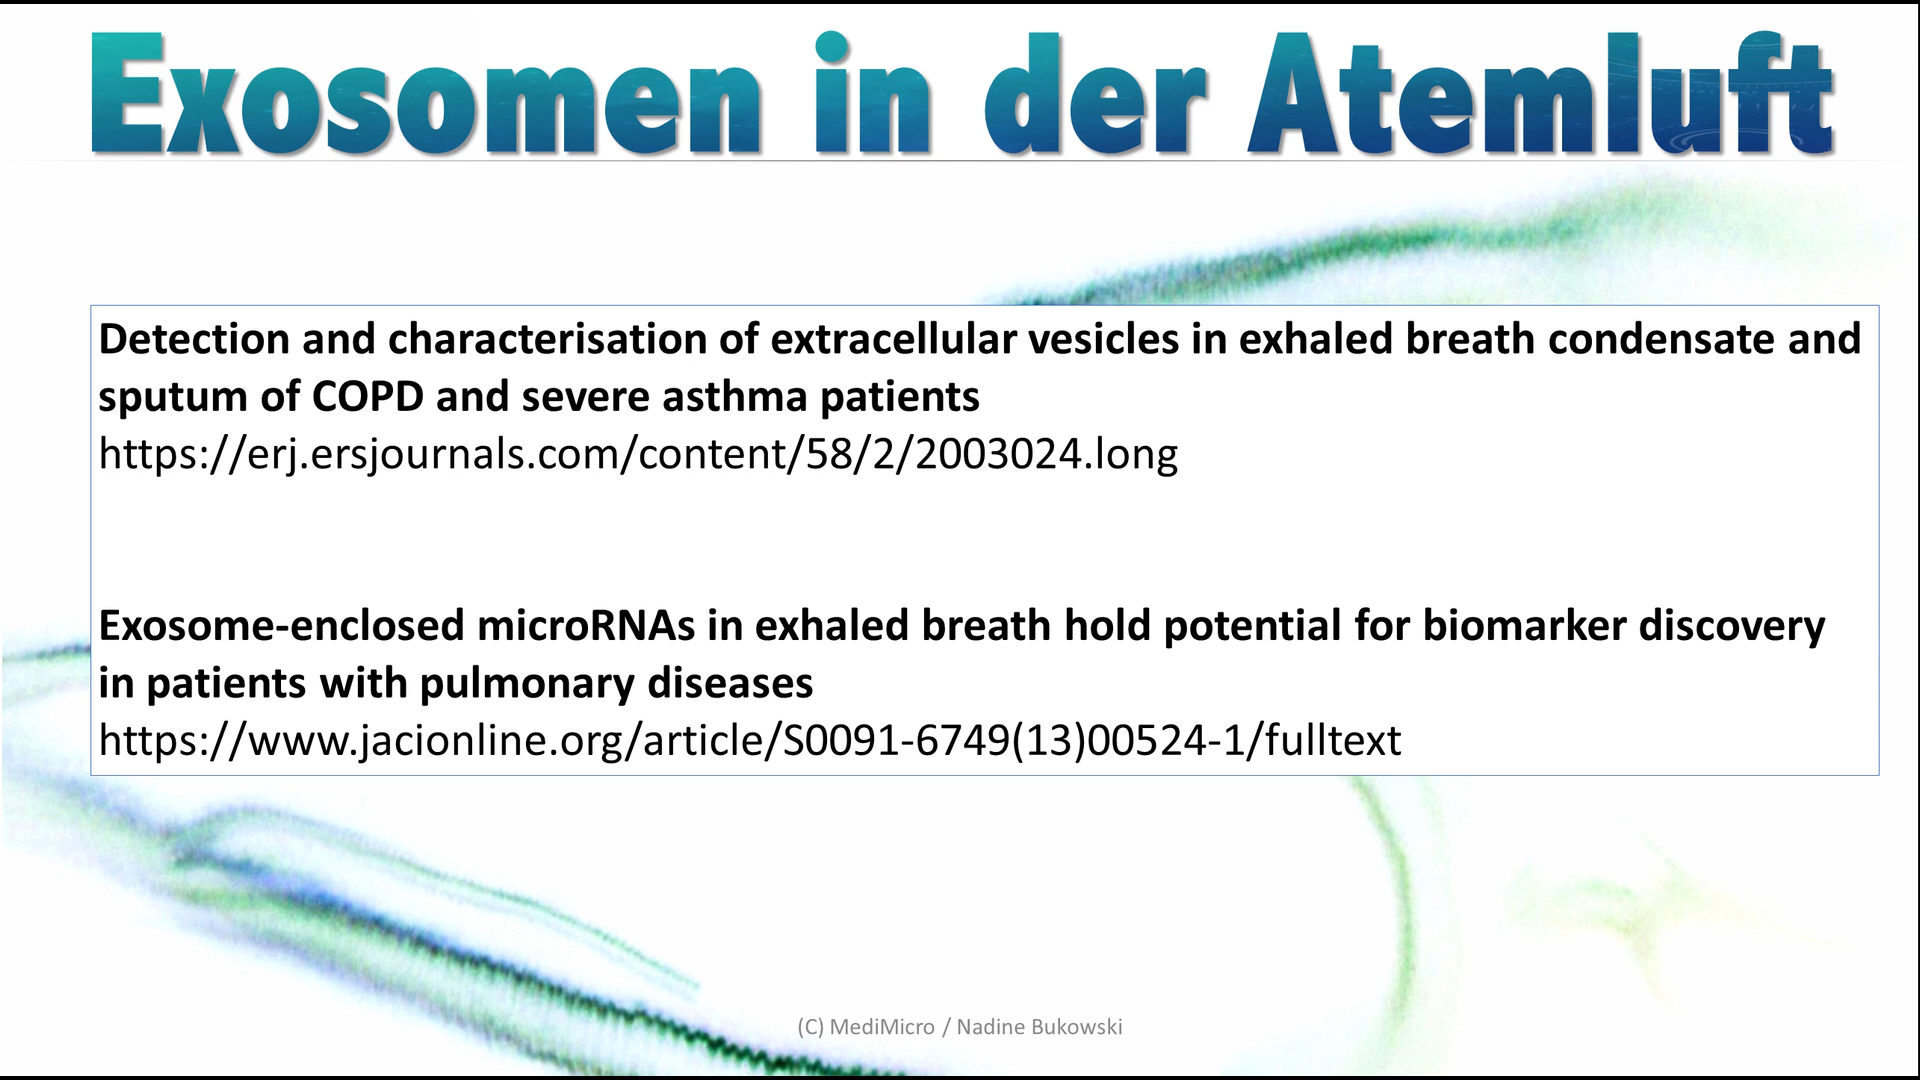 Exosomen in der Atemluft
Detection and characterisation of extracellular vesicles in exhaled breath condensate and
sputum of COPD and severe asthma patients
https://erj.ersjournals.com/content/58/2/2003024.long
Exosome-enclosed microRNAs in exhaled breath hold potential for biomarker discovery
in patients with pulmonary diseases
https://www.jacionline.org/article/S0091-6749(13)00524-1/fulltext
(C) MediMicro / Nadine Bukowski